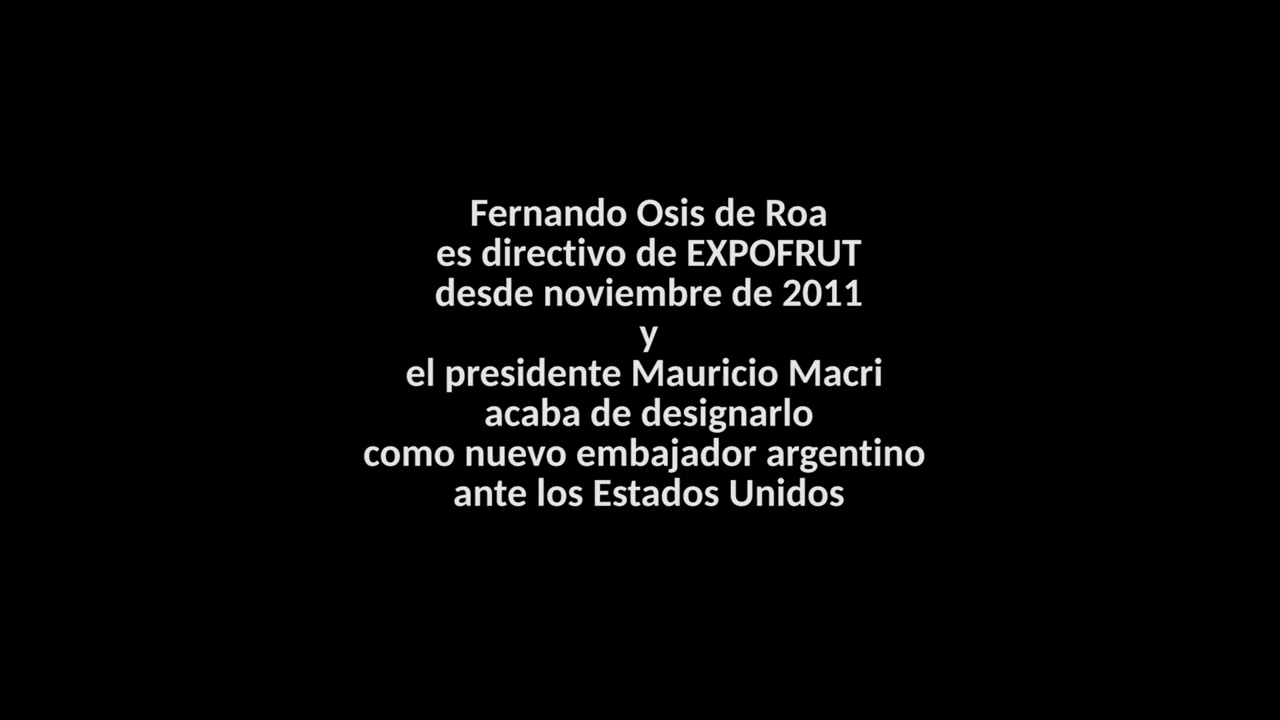 Fernando Osis de Roa
es directivo de EXPOFRUT
desde noviembre de 2011
y
el presidente Mauricio Macri
acaba de designarlo
como nuevo embajador argentino
ante los Estados Unidos